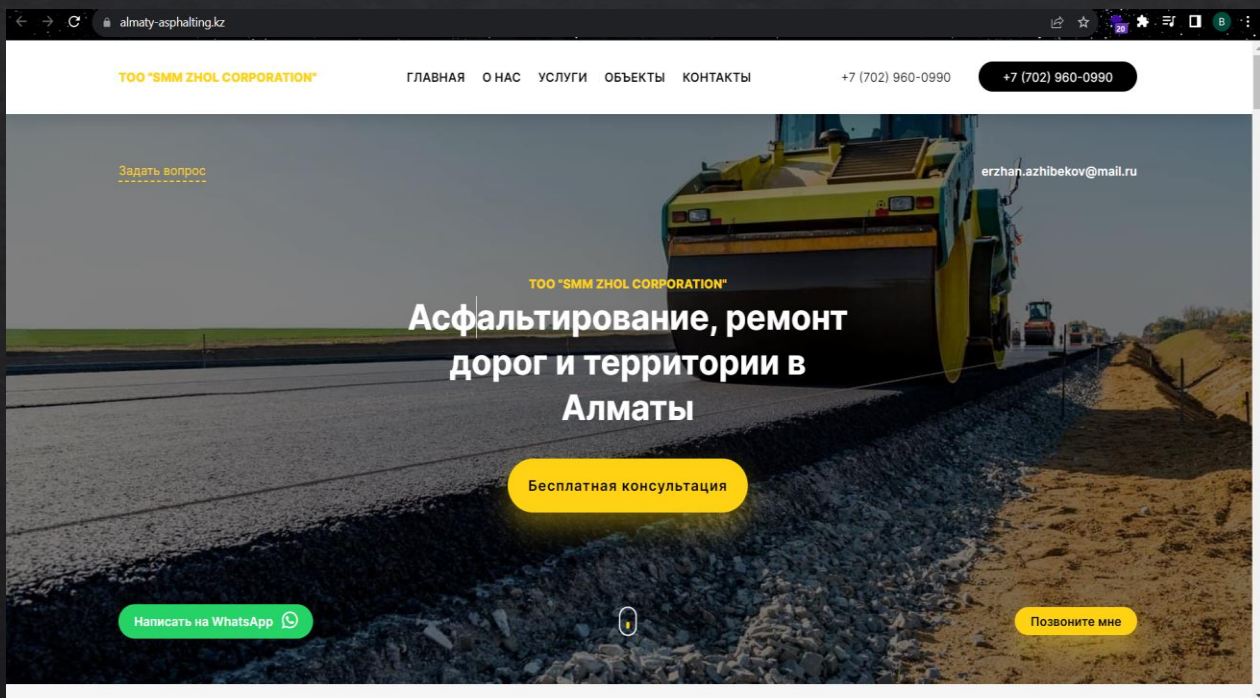 almaty-asphalting.kz
20
B
ТОО "SMM ZHOL CORPORATION"
ГЛАВНАЯ О НАС УСЛУГИ ОБЪЕКТЫ КОНТАКТЫ
+7 (702) 960-0990
+7 (702) 960-0990
Задать вопрос
erzhan.azhibekov@mail.ru
ТОО "SMM ZHOL CORPORATION"
Асфальтирование, ремонт
дорог и территории в
Алматы
Бесплатная консультация
Написать на WhatsApp
Позвоните мне